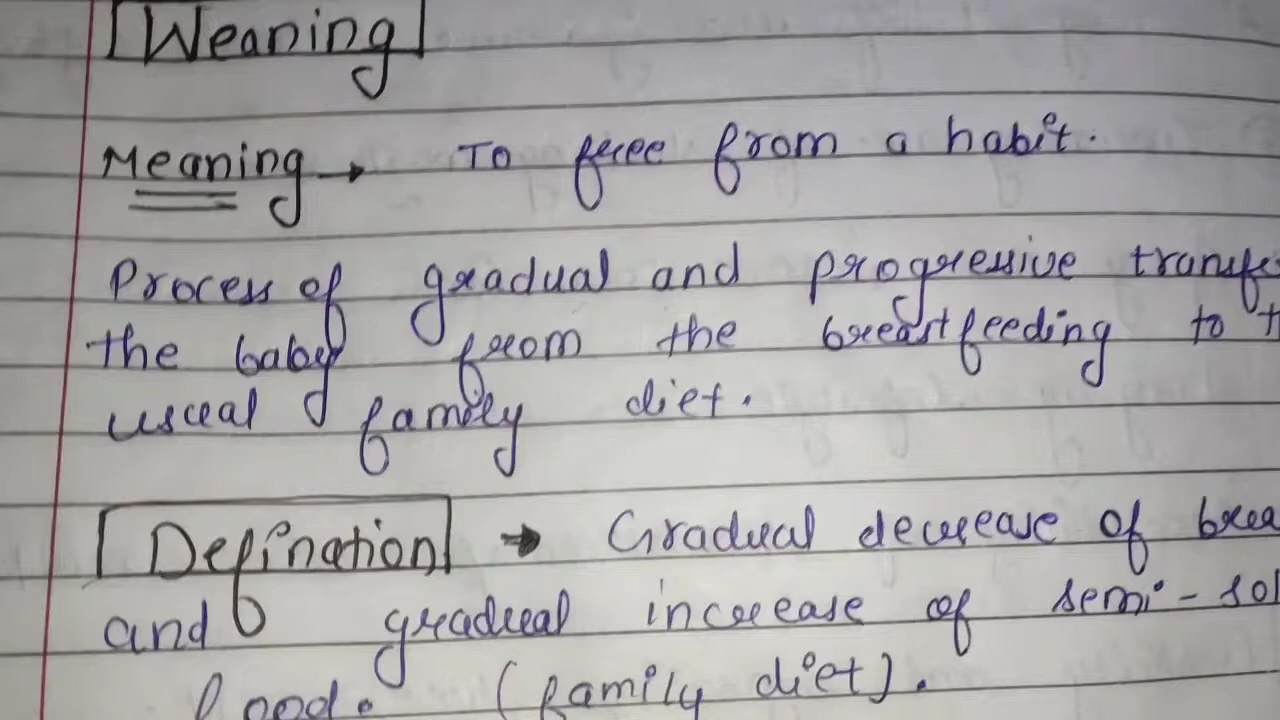 Weaning
Meaning → To free from a habit.
Process of gradual and progressive transfe
the baby from the breastfeeding to t
usual family diet.
Defination → Gradual decrease of brea
and gradual increase of semi-sol
food. (family diet).